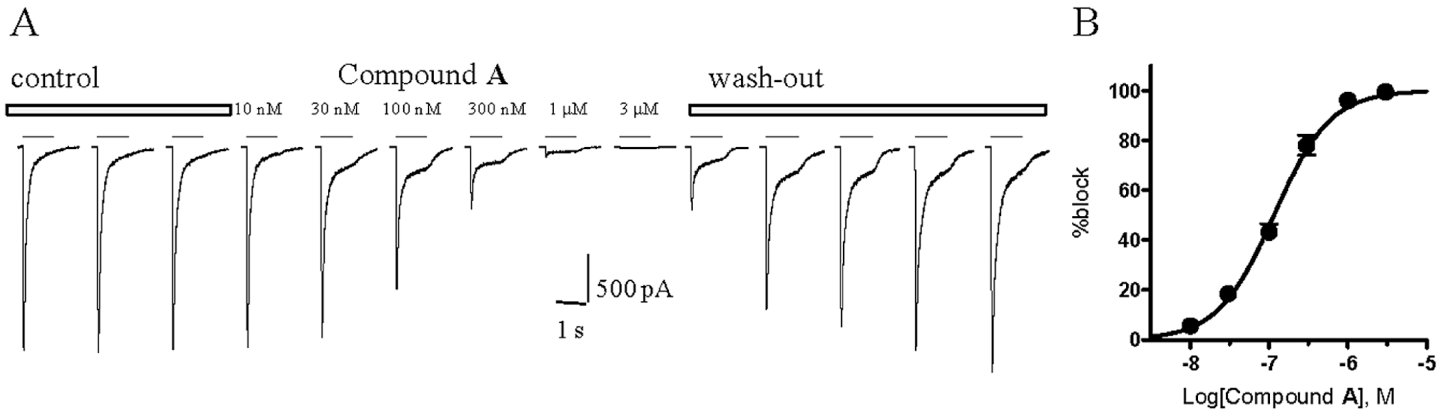 A
control
Compound A
wash-out
10 nM 30 nM 100 nM 300 nM 1 μM 3 μM
500 pA
1 s
B
100
80
60
40
20
0
%block
-8 -7 -6 -5
Log[Compound A], M